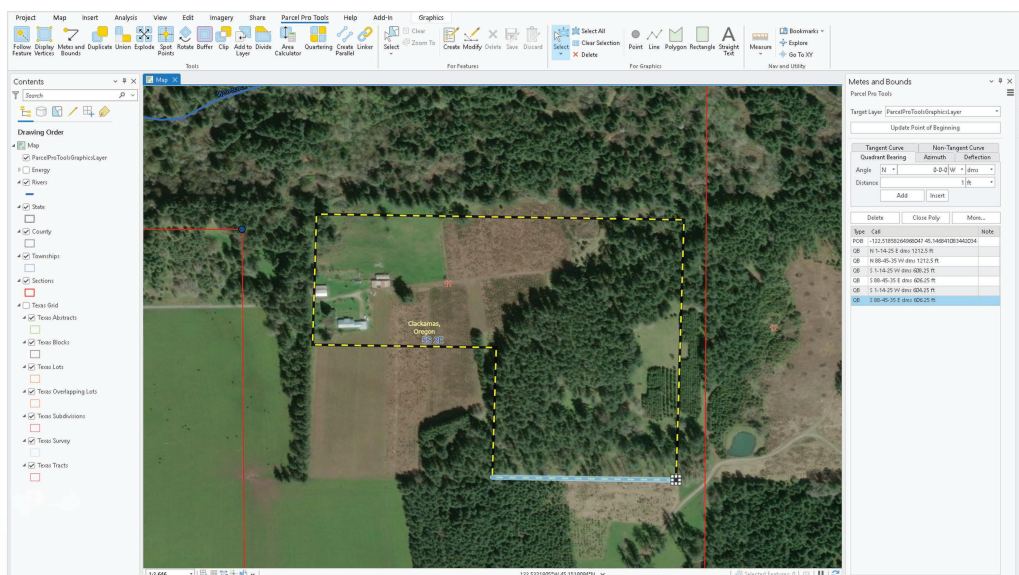 Project Map Insert Analysis View Edit Imagery Share Parcel Pro Tools Help Add-In Graphics
Follow Feature Display Vertices Metes and Bounds Duplicate Union Explode Spot Points Rotate Buffer Clip Add to Layer Divide Area Calculator Quartering Create Parallel Linker
Tools
Select Clear
Zoom To
Create Modify Delete Save Discard
For Features
Select Select All
Clear Selection
Delete
Point Line Polygon Rectangle Straight Text
For Graphics
Measure Bookmarks
Explore
Go To XY
Nav and Utility
Contents
Search
Drawing Order
Map
ParcelProToolsGraphicsLayer
Energy
Rivers
State
County
Townships
Sections
Texas Grid
Texas Abstracts
Texas Blocks
Texas Lots
Texas Overlapping Lots
Texas Subdivisions
Texas Survey
Texas Tracts
Map
Clackamas,
Oregon
Metes and Bounds
Parcel Pro Tools
Target Layer ParcelProToolsGraphicsLayer
Update Point of Beginning
Tangent Curve Non-Tangent Curve
Quadrant Bearing Azimuth Deflection
Angle N 0-0-0 W dms
Distance 1 ft
Add Insert
Delete Close Poly More...
Type Call Note
POB -122.51858264968047 45.146841083442034
QB N 1-14-25 E dms 1212.5 ft
QB N 88-45-35 W dms 1212.5 ft
QB S 1-14-25 W dms 608.25 ft
QB S 88-45-35 E dms 606.25 ft
QB S 1-14-25 W dms 604.25 ft
QB S 88-45-35 E dms 606.25 ft